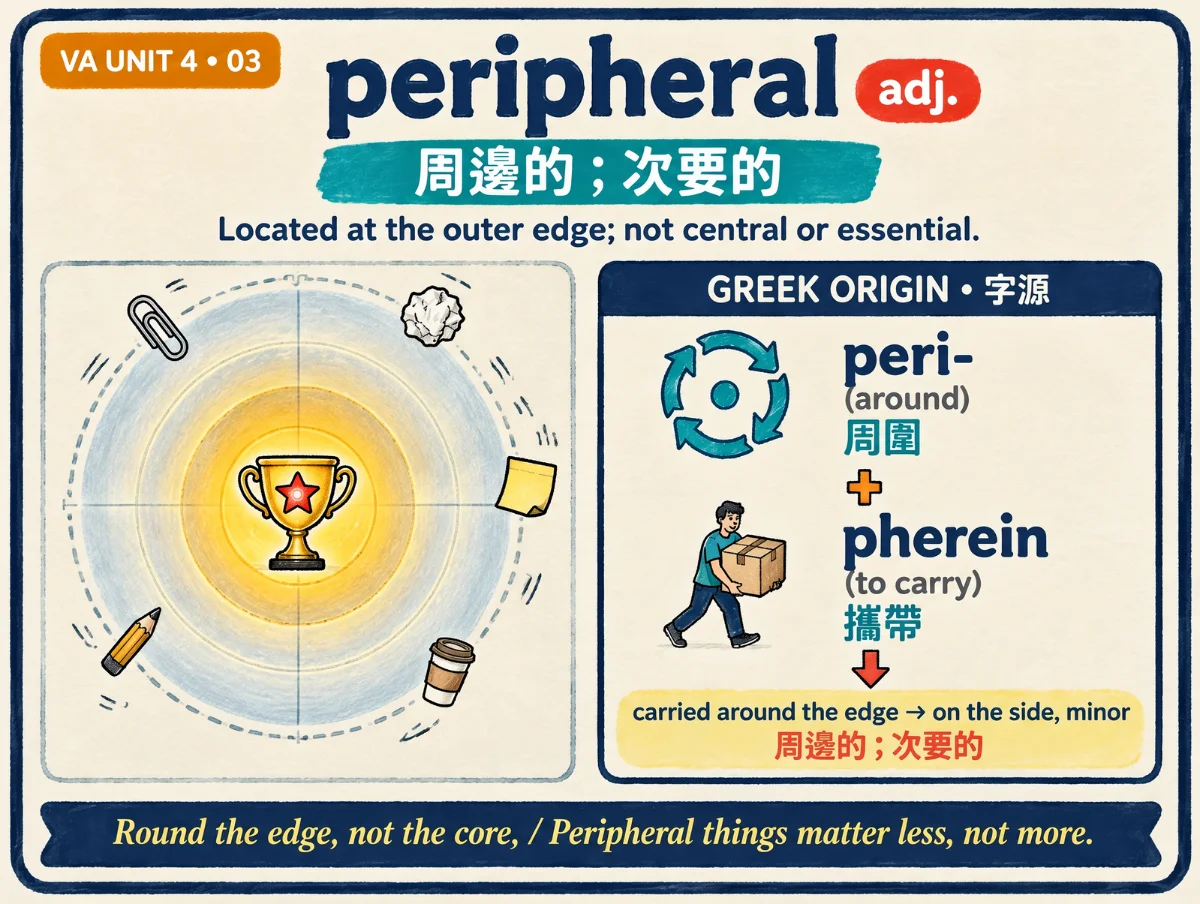 VA UNIT 4 • 03
peripheral
adj.
周邊的；次要的
Located at the outer edge; not central or essential.
GREEK ORIGIN • 字源
peri-
(around)
周圍
+
pherein
(to carry)
攜帶
carried around the edge → on the side, minor
周邊的；次要的
Round the edge, not the core, / Peripheral things matter less, not more.